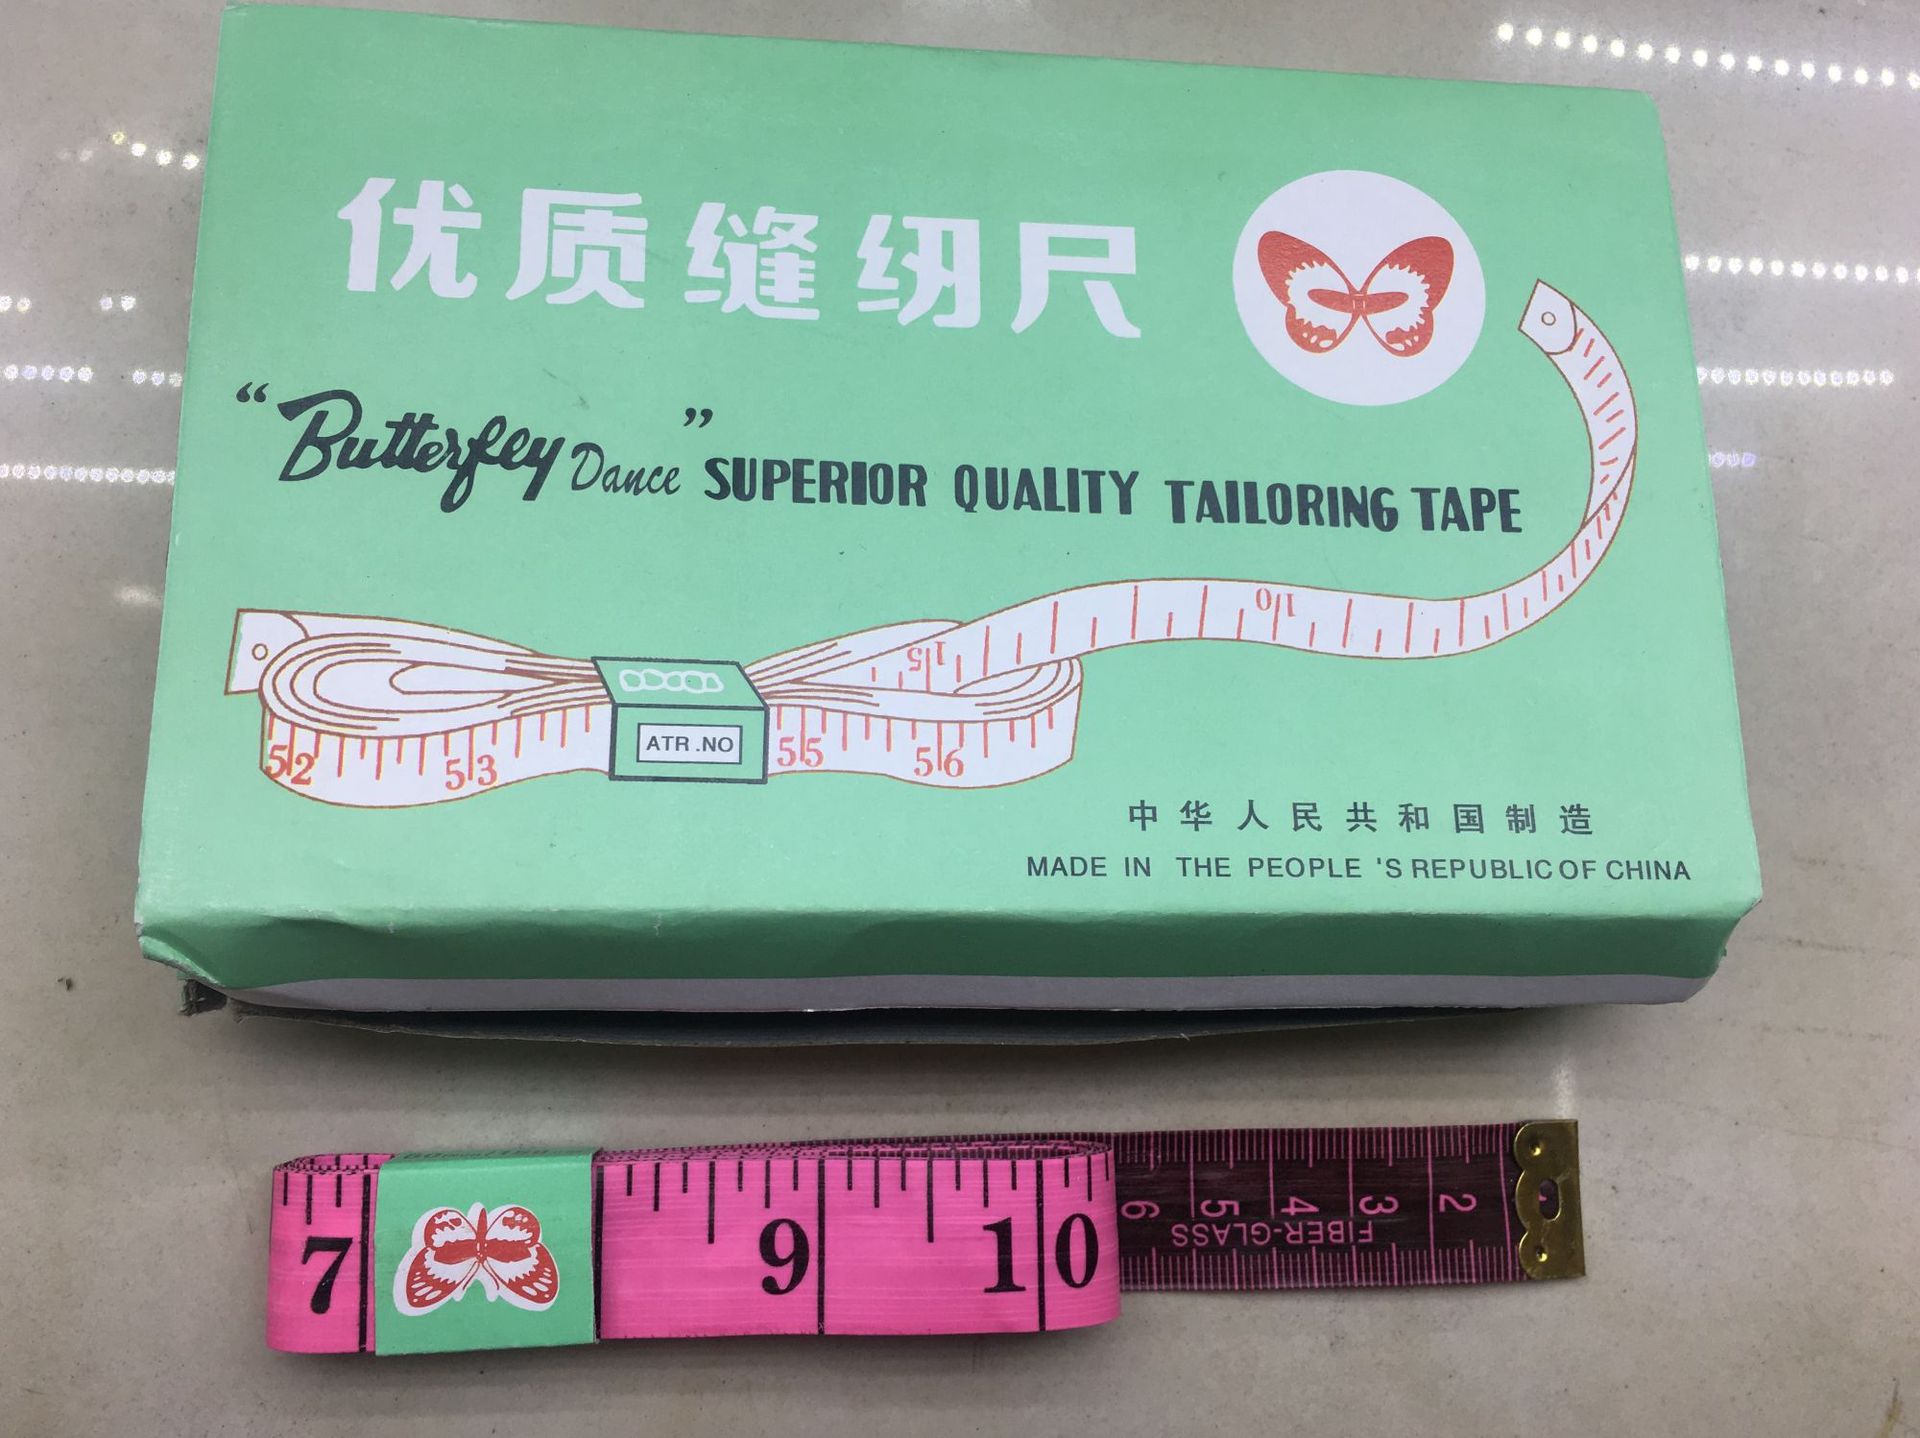 优质缝纫尺
"Butterfley Dance" SUPERIOR QUALITY TAILORING TAPE
10
15
ATR .NO
52 53 55 56
中华人民共和国制造
MADE IN THE PEOPLE 'S REPUBLIC OF CHINA
7 9 10
6 5 4 3 2
FIBER-GLASS